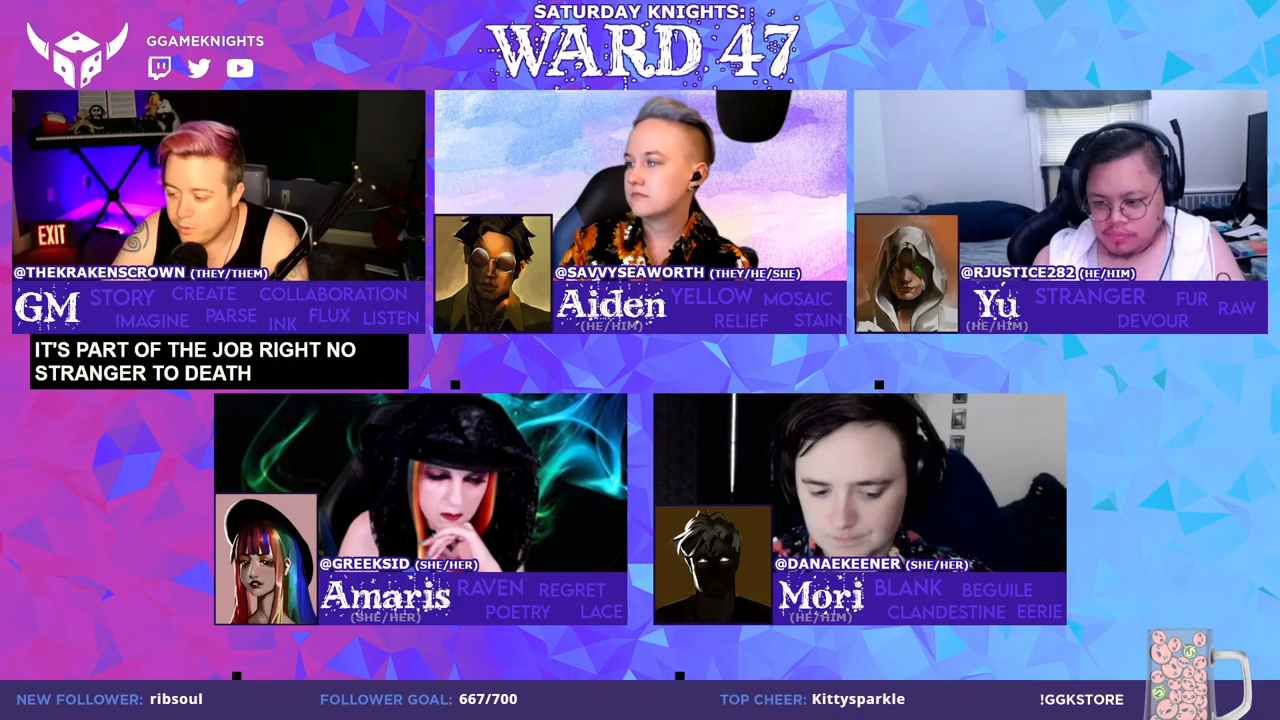 SATURDAY KNIGHTS:
WARD 47
GGAMEKNIGHTS
EXIT
@THEKRAKENSCROWN (THEY/THEM)
GM
STORY CREATE COLLABORATION
IMAGINE PARSE INK FLUX LISTEN
@SAVVYSEAWORTH (THEY/HE/SHE)
Aiden
(HE/HIM)
YELLOW MOSAIC
RELIEF STAIN
@RJUSTICE282 (HE/HIM)
Yu
(HE/HIM)
STRANGER FUR RAW
DEVOUR
IT'S PART OF THE JOB RIGHT NO
STRANGER TO DEATH
@GREEKSID (SHE/HER)
Amaris
(SHE/HER)
RAVEN REGRET
POETRY LACE
@DANAEKEENER (SHE/HER)
Mori
(HE/HIM)
BLANK BEGUILE
CLANDESTINE EERIE
NEW FOLLOWER: ribsoul FOLLOWER GOAL: 667/700 TOP CHEER: Kittysparkle !GGKSTORE